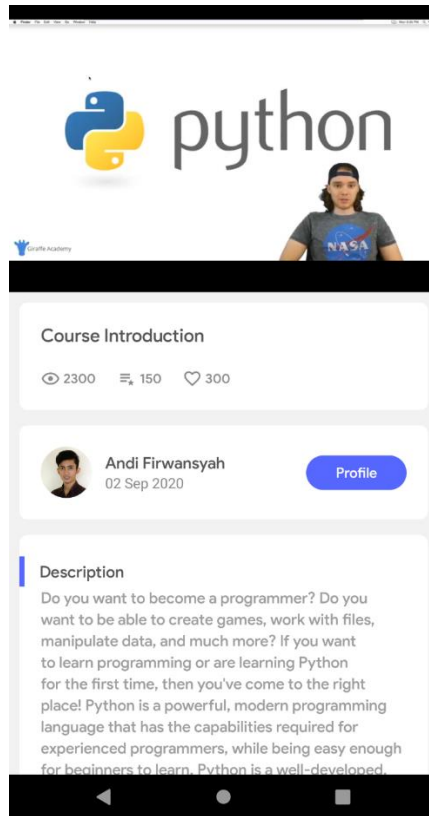 python
NASA
Giraffe Academy
Course Introduction
2300 150 300
Andi Firwansyah
02 Sep 2020
Profile
Description
Do you want to become a programmer? Do you
want to be able to create games, work with files,
manipulate data, and much more? If you want
to learn programming or are learning Python
for the first time, then you've come to the right
place! Python is a powerful, modern programming
language that has the capabilities required for
experienced programmers, while being easy enough
for beginners to learn. Python is a well-developed,